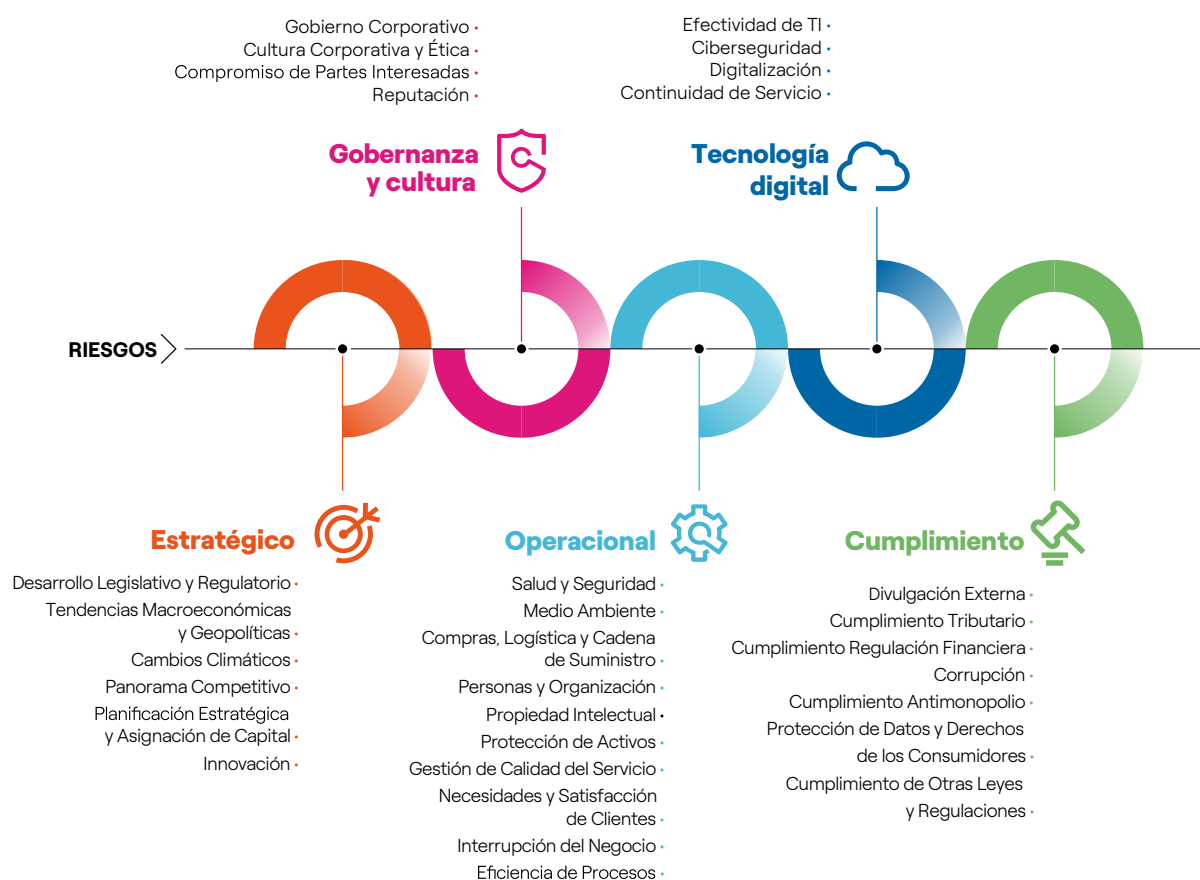 Gobierno Corporativo •
Cultura Corporativa y Ética •
Compromiso de Partes Interesadas •
Reputación •
Gobernanza
y cultura
Efectividad de TI •
Ciberseguridad •
Digitalización •
Continuidad de Servicio •
Tecnología
digital
RIESGOS
Estratégico
Desarrollo Legislativo y Regulatorio •
Tendencias Macroeconómicas
y Geopolíticas •
Cambios Climáticos •
Panorama Competitivo •
Planificación Estratégica
y Asignación de Capital •
Innovación •
Operacional
Salud y Seguridad •
Medio Ambiente •
Compras, Logística y Cadena
de Suministro •
Personas y Organización •
Propiedad Intelectual •
Protección de Activos •
Gestión de Calidad del Servicio •
Necesidades y Satisfacción
de Clientes •
Interrupción del Negocio •
Eficiencia de Procesos •
Cumplimiento
Divulgación Externa •
Cumplimiento Tributario •
Cumplimiento Regulación Financiera •
Corrupción •
Cumplimiento Antimonopolio •
Protección de Datos y Derechos
de los Consumidores •
Cumplimiento de Otras Leyes
y Regulaciones •